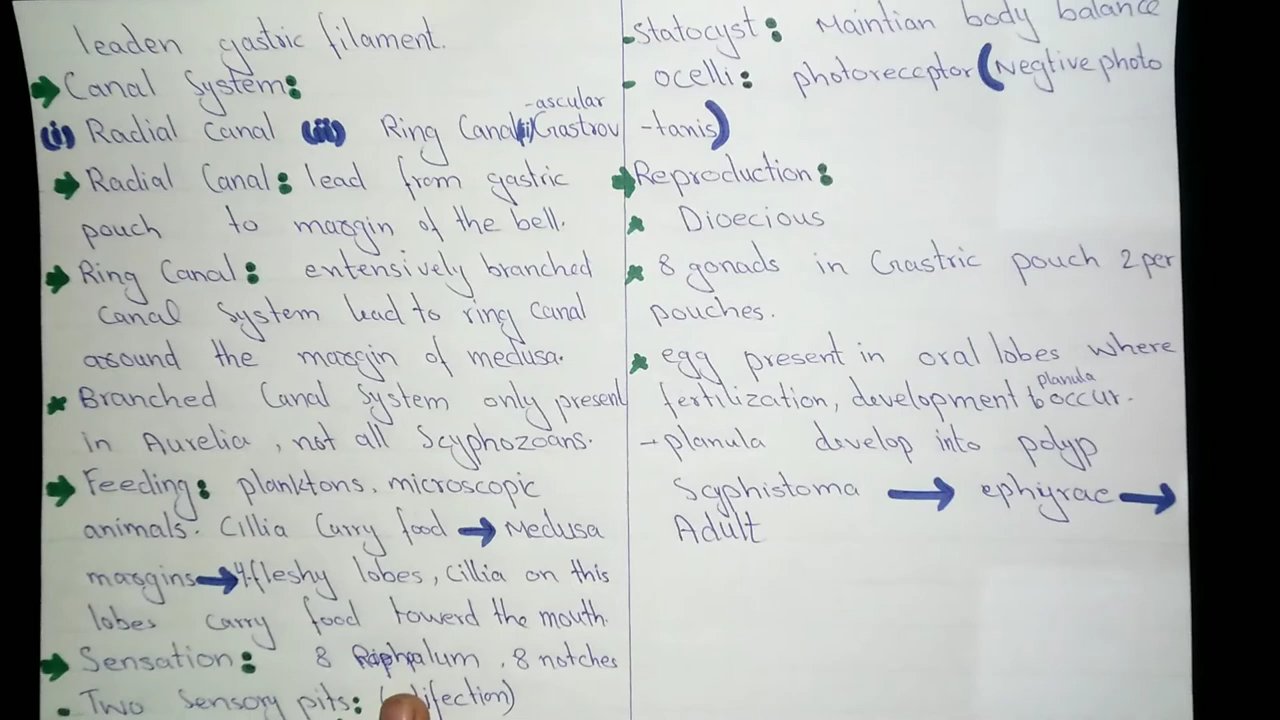 leaden gastric filament.
Canal System:
(i) Radial Canal (ii) Ring Canal Gastrov
-ascular
Radial Canal: lead from gastric
pouch to margin of the bell.
Ring Canal: extensively branched
Canal System lead to ring canal
around the margin of medusa.
Branched Canal System only present
in Aurelia, not all Scyphozoans.
Feeding: planktons, microscopic
animals. Cillia Carry food → Medusa
margins → 4 fleshy lobes, Cillia on this
lobes carry food towerd the mouth.
Sensation: 8 , 8 notches
Two Sensory pits:
Statocyst: Maintian body balance
ocelli: photoreceptor (Negtive photo
-tanis)
Reproduction:
Dioecious
8 gonads in Gastric pouch 2 per
pouches.
egg present in oral lobes where
planula
fertilization, development occur.
→ planula develop into polyp
Scyphistoma → ephyrae →
Adult